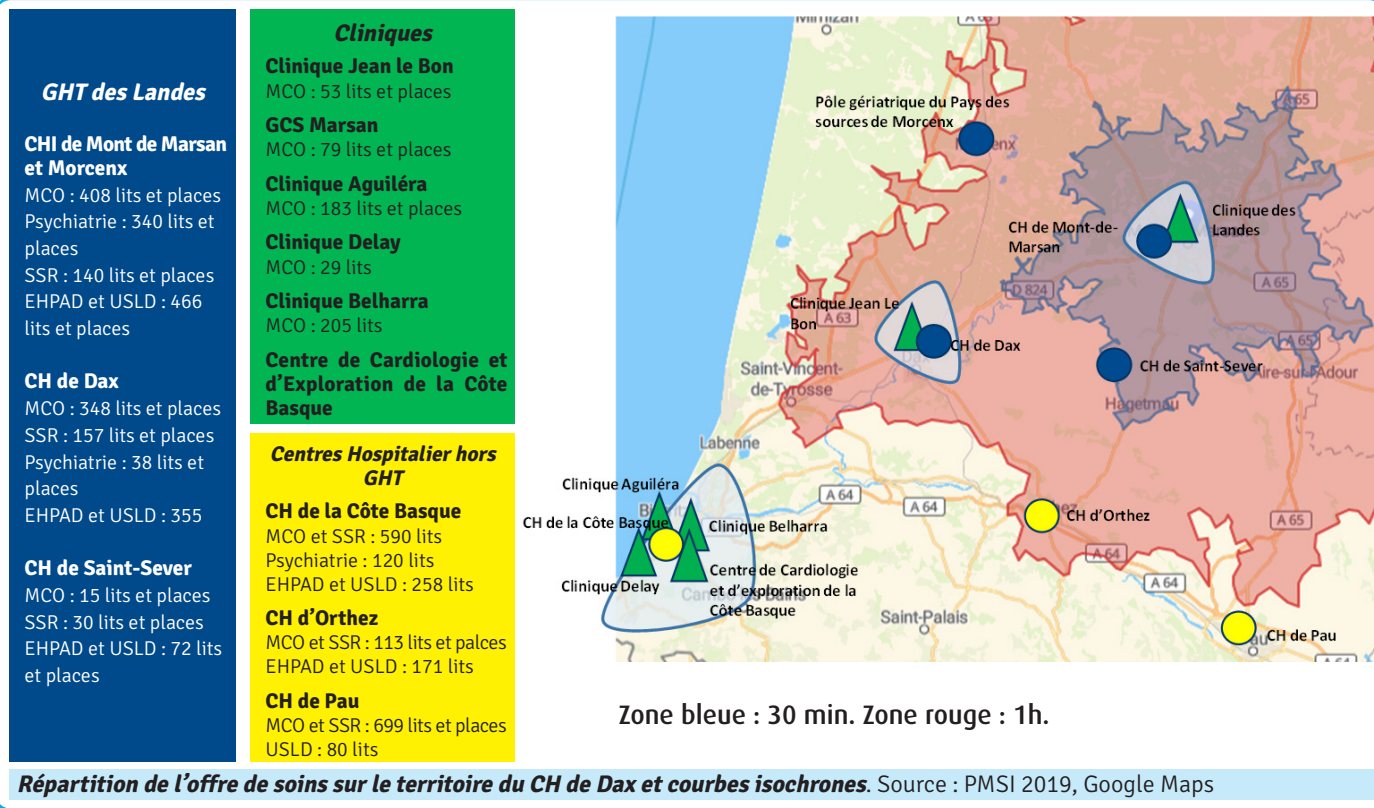 GHT des Landes
CHI de Mont de Marsan
et Morcenx
MCO : 408 lits et places
Psychiatrie : 340 lits et
places
SSR : 140 lits et places
EHPAD et USLD : 466
lits et places
CH de Dax
MCO : 348 lits et places
SSR : 157 lits et places
Psychiatrie : 38 lits et
places
EHPAD et USLD : 355
CH de Saint-Sever
MCO : 15 lits et places
SSR : 30 lits et places
EHPAD et USLD : 72 lits
et places
Cliniques
Clinique Jean le Bon
MCO : 53 lits et places
GCS Marsan
MCO : 79 lits et places
Clinique Aguiléra
MCO : 183 lits et places
Clinique Delay
MCO : 29 lits
Clinique Belharra
MCO : 205 lits
Centre de Cardiologie et
d’Exploration de la Côte
Basque
Centres Hospitalier hors
GHT
CH de la Côte Basque
MCO et SSR : 590 lits
Psychiatrie : 120 lits
EHPAD et USLD : 258 lits
CH d’Orthez
MCO et SSR : 113 lits et palces
EHPAD et USLD : 171 lits
CH de Pau
MCO et SSR : 699 lits et places
USLD : 80 lits
Mimizan
A 63
Pôle gériatrique du Pays des
sources de Morcenx
A 65
Clinique des
Landes
CH de Mont-de-
Marsan
A 65
D 824
Clinique Jean Le
Bon
A 63
CH de Dax
Dax
A 65
CH de Saint-Sever
Aire-sur-l'Adour
Saint-Vincent-
de-Tyrosse
Hagetmau
Labenne
Clinique Aguiléra
A 64
A 64
CH de la Côte Basque
Clinique Belharra
CH d’Orthez
A 65
A 64
Clinique Delay
Centre de Cardiologie
et d’exploration de la
Côte Basque
A 64
Saint-Palais
CH de Pau
A 64
Zone bleue : 30 min. Zone rouge : 1h.
Répartition de l’offre de soins sur le territoire du CH de Dax et courbes isochrones. Source : PMSI 2019, Google Maps